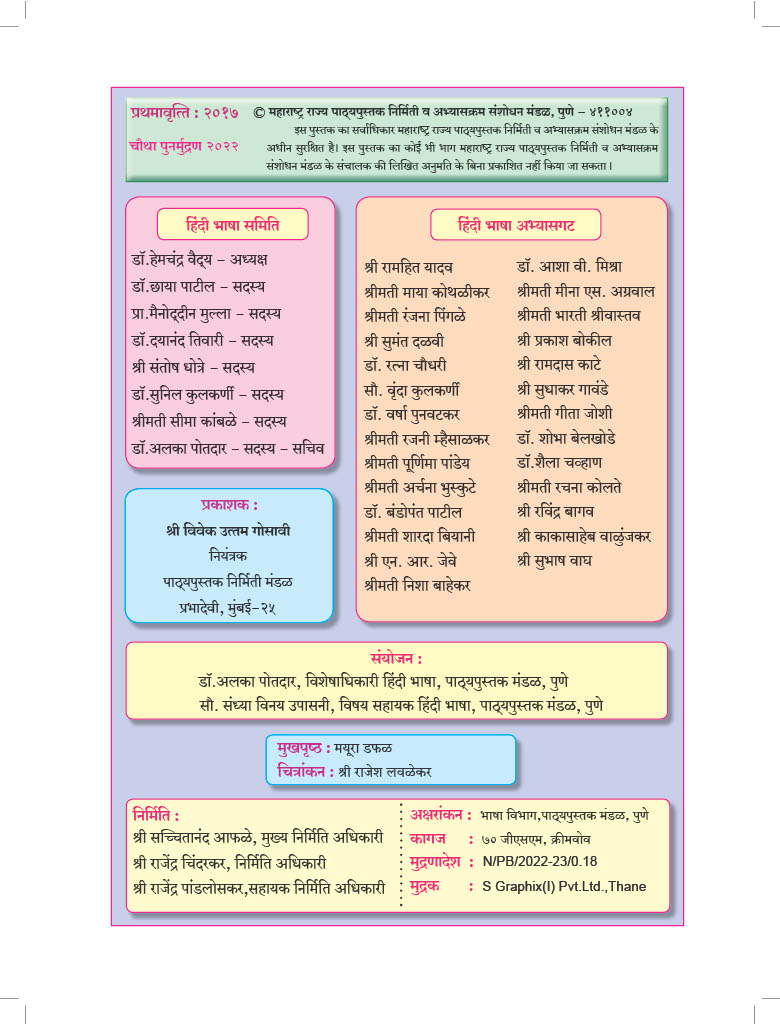 प्रथमावृत्ति : २०१७
चौथा पुनर्मुद्रण २०२२
© महाराष्ट्र राज्य पाठ्यपुस्तक निर्मिती व अभ्यासक्रम संशोधन मंडळ, पुणे – ४११००४
इस पुस्तक का सर्वाधिकार महाराष्ट्र राज्य पाठ्यपुस्तक निर्मिती व अभ्यासक्रम संशोधन मंडळ के
अधीन सुरक्षित है। इस पुस्तक का कोई भी भाग महाराष्ट्र राज्य पाठ्यपुस्तक निर्मिती व अभ्यासक्रम
संशोधन मंडळ के संचालक की लिखित अनुमति के बिना प्रकाशित नहीं किया जा सकता ।
हिंदी भाषा समिति
डॉ.हेमचंद्र वैद्य – अध्यक्ष
डॉ.छाया पाटील – सदस्य
प्रा.मैनोद्दीन मुल्ला – सदस्य
डॉ.दयानंद तिवारी – सदस्य
श्री संतोष धोत्रे – सदस्य
डॉ.सुनिल कुलकर्णी – सदस्य
श्रीमती सीमा कांबळे – सदस्य
डॉ.अलका पोतदार – सदस्य – सचिव
प्रकाशक :
श्री विवेक उत्तम गोसावी
नियंत्रक
पाठ्यपुस्तक निर्मिती मंडळ
प्रभादेवी, मुंबई–२५
हिंदी भाषा अभ्यासगट
श्री रामहित यादव
श्रीमती माया कोथळीकर
श्रीमती रंजना पिंगळे
श्री सुमंत दळवी
डॉ. रत्ना चौधरी
सौ. वृंदा कुलकर्णी
डॉ. वर्षा पुनवटकर
श्रीमती रजनी म्हैसाळकर
श्रीमती पूर्णिमा पांडेय
श्रीमती अर्चना भुस्कुटे
डॉ. बंडोपंत पाटील
श्रीमती शारदा बियानी
श्री एन. आर. जेवे
श्रीमती निशा बाहेकर
डॉ. आशा वी. मिश्रा
श्रीमती मीना एस. अग्रवाल
श्रीमती भारती श्रीवास्तव
श्री प्रकाश बोकील
श्री रामदास काटे
श्री सुधाकर गावंडे
श्रीमती गीता जोशी
डॉ. शोभा बेलखोडे
डॉ.शैला चव्हाण
श्रीमती रचना कोलते
श्री रविंद्र बागव
श्री काकासाहेब वाळुंजकर
श्री सुभाष वाघ
संयोजन :
डॉ.अलका पोतदार, विशेषाधिकारी हिंदी भाषा, पाठ्यपुस्तक मंडळ, पुणे
सौ. संध्या विनय उपासनी, विषय सहायक हिंदी भाषा, पाठ्यपुस्तक मंडळ, पुणे
मुखपृष्ठ : मयूरा डफळ
चित्रांकन : श्री राजेश लवळेकर
निर्मिति :
श्री सच्चितानंद आफळे, मुख्य निर्मिति अधिकारी
श्री राजेंद्र चिंदरकर, निर्मिति अधिकारी
श्री राजेंद्र पांडलोसकर,सहायक निर्मिति अधिकारी
अक्षरांकन : भाषा विभाग,पाठ्यपुस्तक मंडळ, पुणे
कागज : ७० जीएसएम, क्रीमवोव
मुद्रणादेश : N/PB/2022-23/0.18
मुद्रक : S Graphix(I) Pvt.Ltd.,Thane